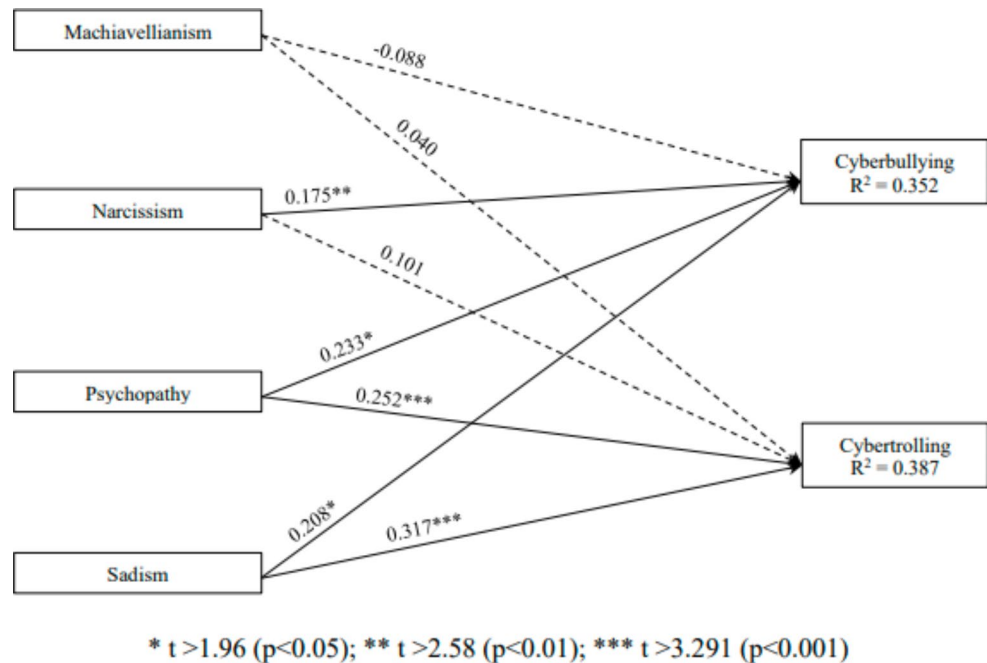 Machiavellianism
-0.088
0.040
Cyberbullying
R² = 0.352
Narcissism
0.175**
0.101
Psychopathy
0.233*
0.252***
Cybertrolling
R² = 0.387
Sadism
0.208*
0.317***
* t >1.96 (p<0.05); ** t >2.58 (p<0.01); *** t >3.291 (p<0.001)